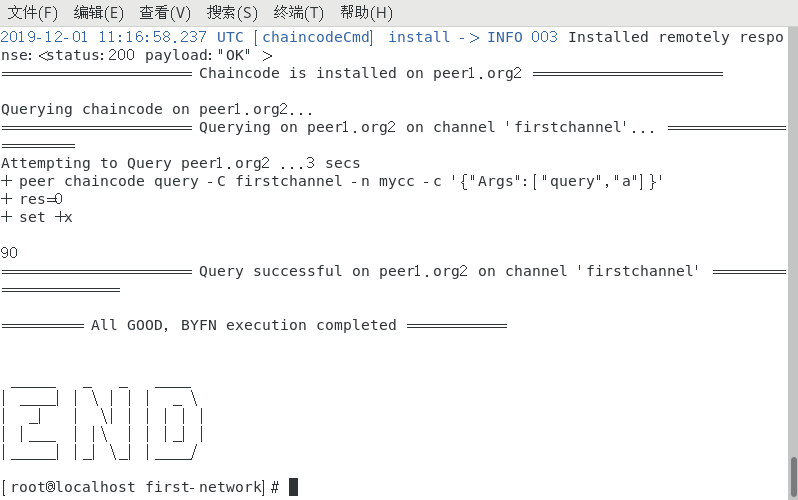 文件(F) 编辑(E) 查看(V) 搜索(S) 终端(T) 帮助(H)
2019-12-01 11:16:58.237 UTC [chaincodeCmd] install -> INFO 003 Installed remotely respo
nse:<status:200 payload:"OK" >
===================== Chaincode is installed on peer1.org2 =====================

Querying chaincode on peer1.org2...
===================== Querying on peer1.org2 on channel 'firstchannel'... =============
========
Attempting to Query peer1.org2 ...3 secs
+ peer chaincode query -C firstchannel -n mycc -c '{"Args":["query","a"]}'
+ res=0
+ set +x

90
===================== Query successful on peer1.org2 on channel 'firstchannel' ========
=============

========= All GOOD, BYFN execution completed ===========


 _____   _   _   ____
| ____| | \ | | |  _ \
|  _|   |  \| | | | | |
| |___  | |\  | | |_| |
|_____| |_| \_| |____/

[root@localhost first-network]#